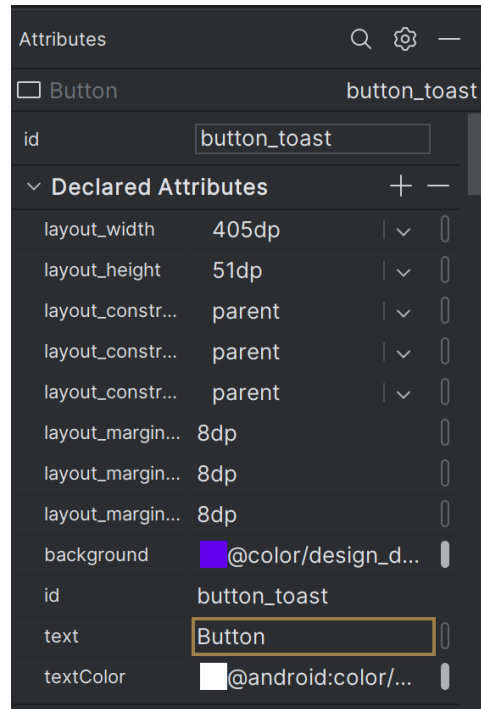 Attributes
Button button_toast
id button_toast
Declared Attributes
layout_width 405dp
layout_height 51dp
layout_constr... parent
layout_constr... parent
layout_constr... parent
layout_margin... 8dp
layout_margin... 8dp
layout_margin... 8dp
background @color/design_d...
id button_toast
text Button
textColor @android:color/...